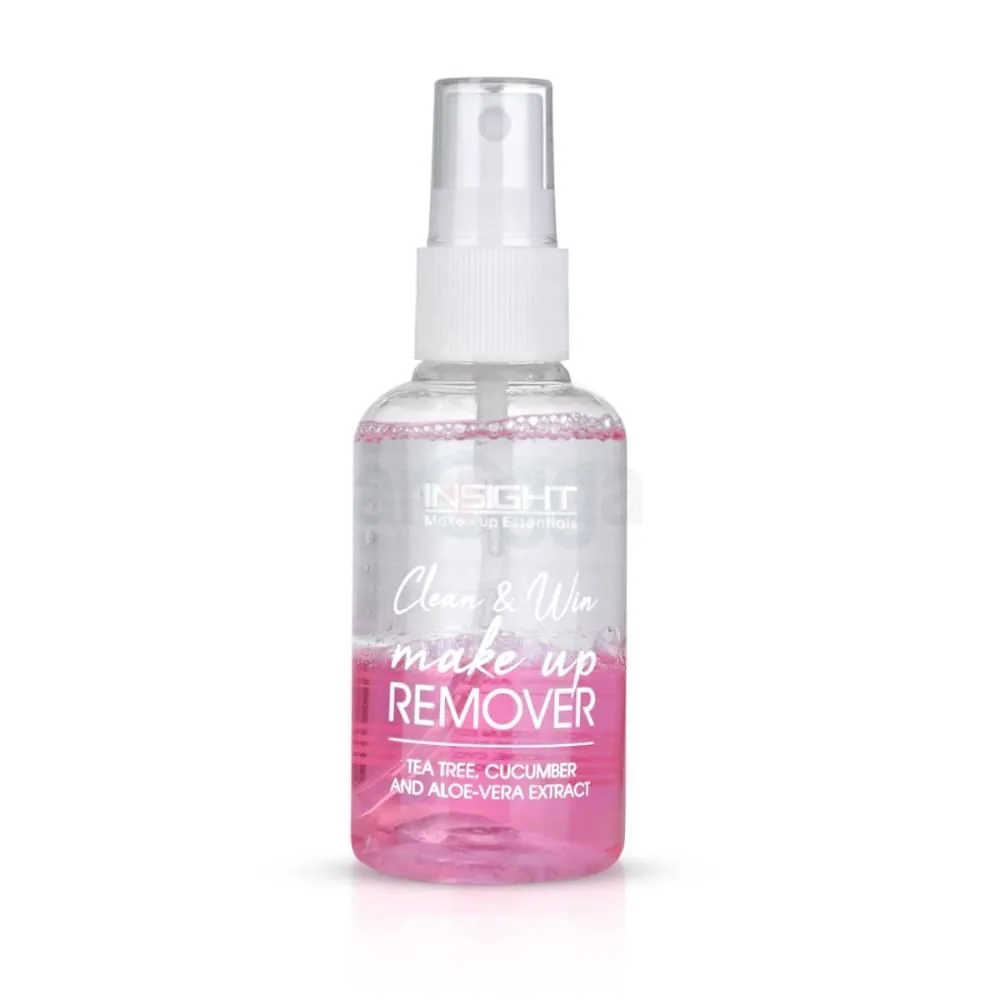 INSIGHT
Make-up Essentials
Clean & Win
make up
REMOVER
TEA TREE, CUCUMBER
AND ALOE-VERA EXTRACT